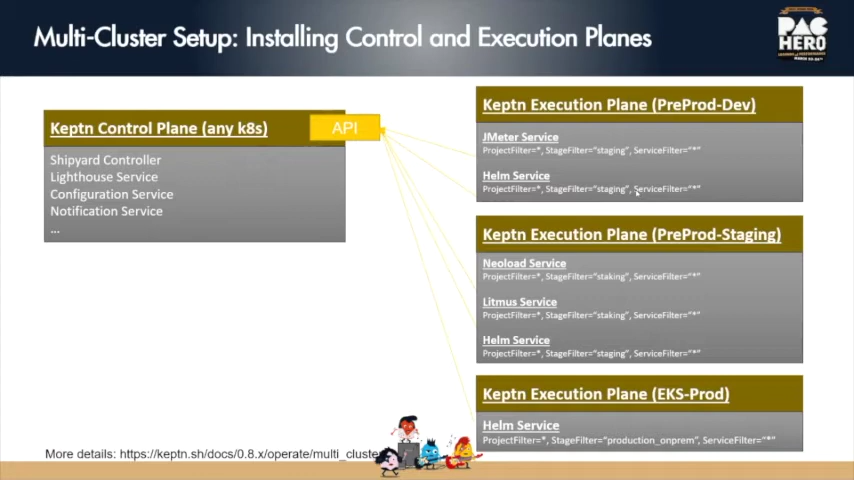 Multi-Cluster Setup: Installing Control and Execution Planes
PAC
HERO
Keptn Control Plane (any k8s)
API
Shipyard Controller
Lighthouse Service
Configuration Service
Notification Service
...
Keptn Execution Plane (PreProd-Dev)
JMeter Service
ProjectFilter=*, StageFilter="staging", ServiceFilter="*"
Helm Service
ProjectFilter=*, StageFilter="staging", ServiceFilter="*"
Keptn Execution Plane (PreProd-Staging)
Neoload Service
ProjectFilter=*, StageFilter="staking", ServiceFilter="*"
Litmus Service
ProjectFilter=*, StageFilter="staking", ServiceFilter="*"
Helm Service
ProjectFilter=*, StageFilter="staging", ServiceFilter="*"
Keptn Execution Plane (EKS-Prod)
Helm Service
ProjectFilter=*, StageFilter="production_onprem", ServiceFilter="*"
More details: https://keptn.sh/docs/0.8.x/operate/multi_cluste